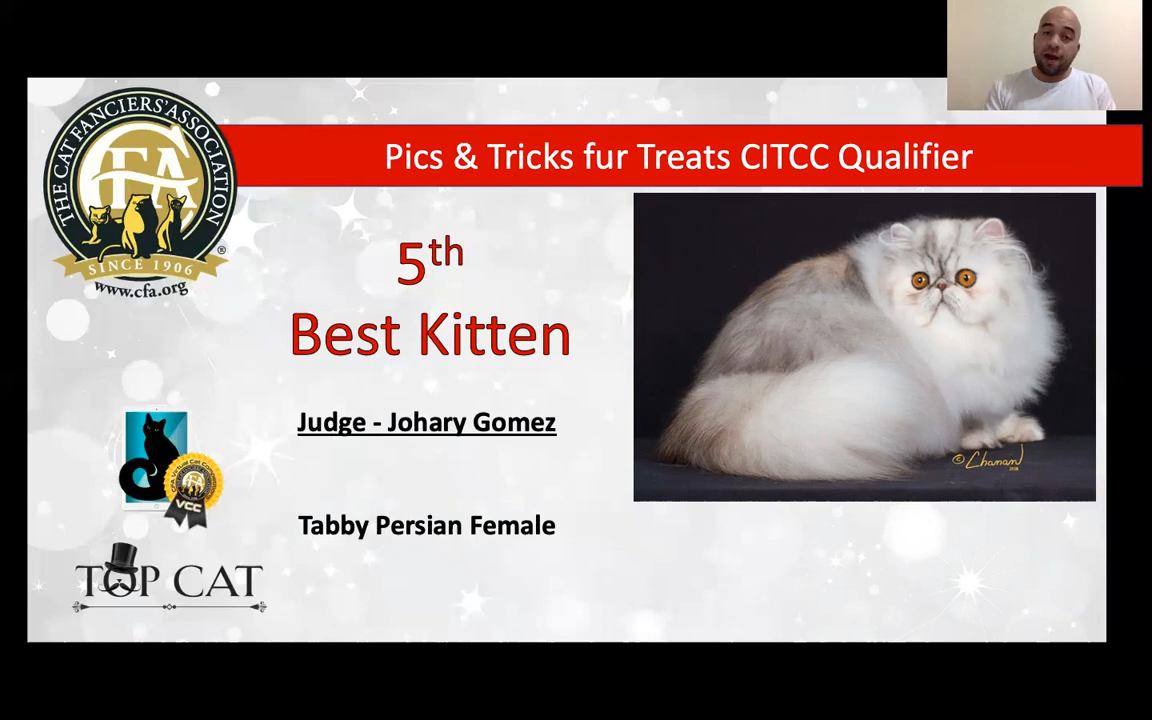 THE CAT FANCIERS' ASSOCIATION
CFA
SINCE 1906
®
www.cfa.org
Pics & Tricks fur Treats CITCC Qualifier
5th
Best Kitten
Judge - Johary Gomez
Tabby Persian Female
VCC
TOP CAT
© Chanan